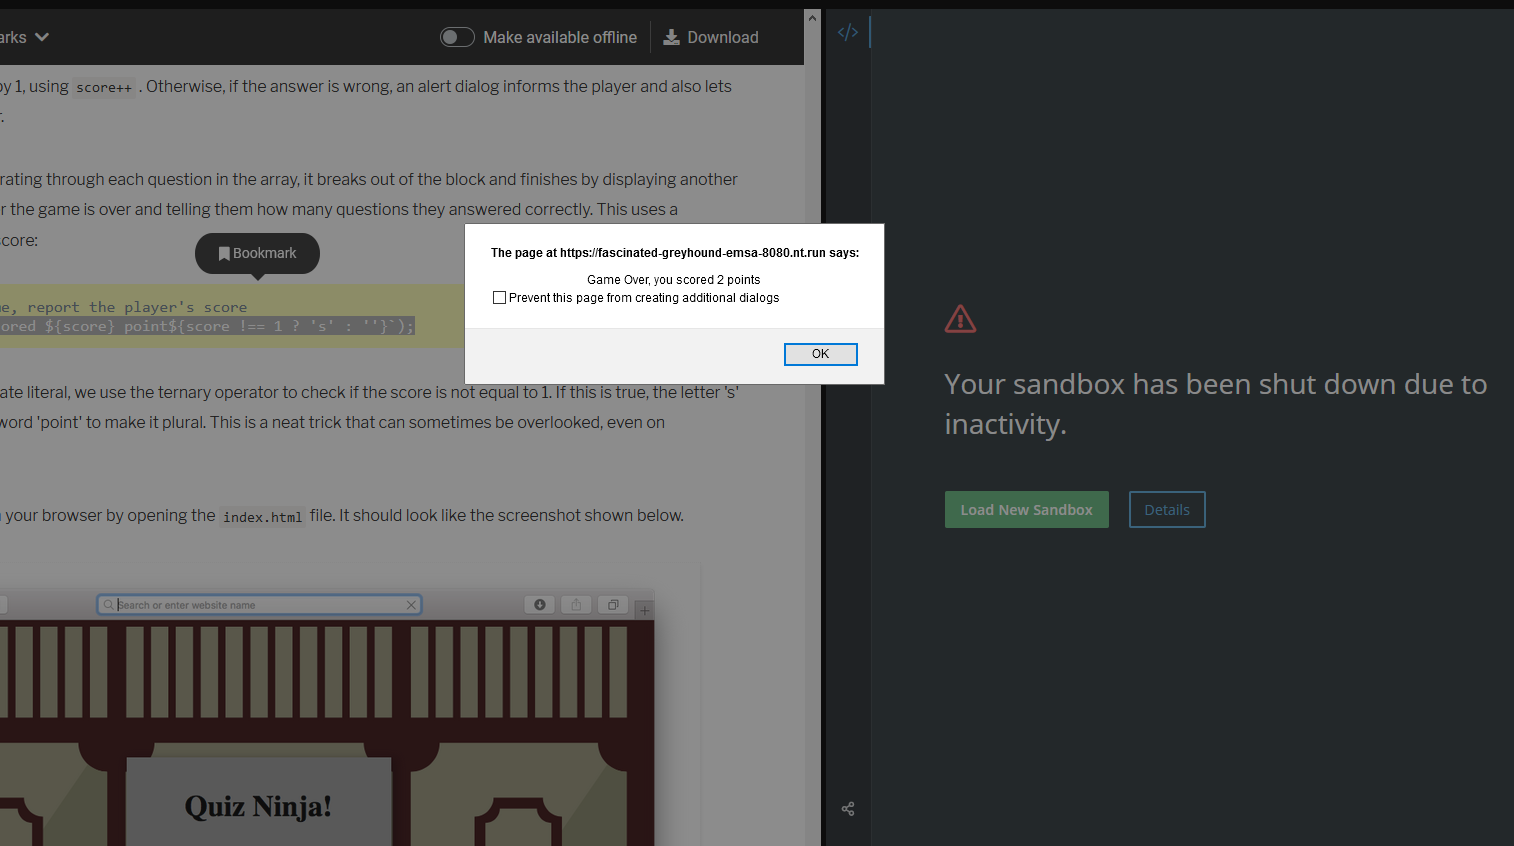 arks
Make available offline
Download
</>
by 1, using score++ . Otherwise, if the answer is wrong, an alert dialog informs the player and also lets
r.
rating through each question in the array, it breaks out of the block and finishes by displaying another
r the game is over and telling them how many questions they answered correctly. This uses a
core:
Bookmark
me, report the player's score
ored ${score} point${score !== 1 ? 's' : ''}`);
The page at https://fascinated-greyhound-emsa-8080.nt.run says:
Game Over, you scored 2 points
Prevent this page from creating additional dialogs
OK
ate literal, we use the ternary operator to check if the score is not equal to 1. If this is true, the letter 's'
word 'point' to make it plural. This is a neat trick that can sometimes be overlooked, even on
n your browser by opening the index.html file. It should look like the screenshot shown below.
Search or enter website name
Quiz Ninja!
Your sandbox has been shut down due to
inactivity.
Load New Sandbox
Details